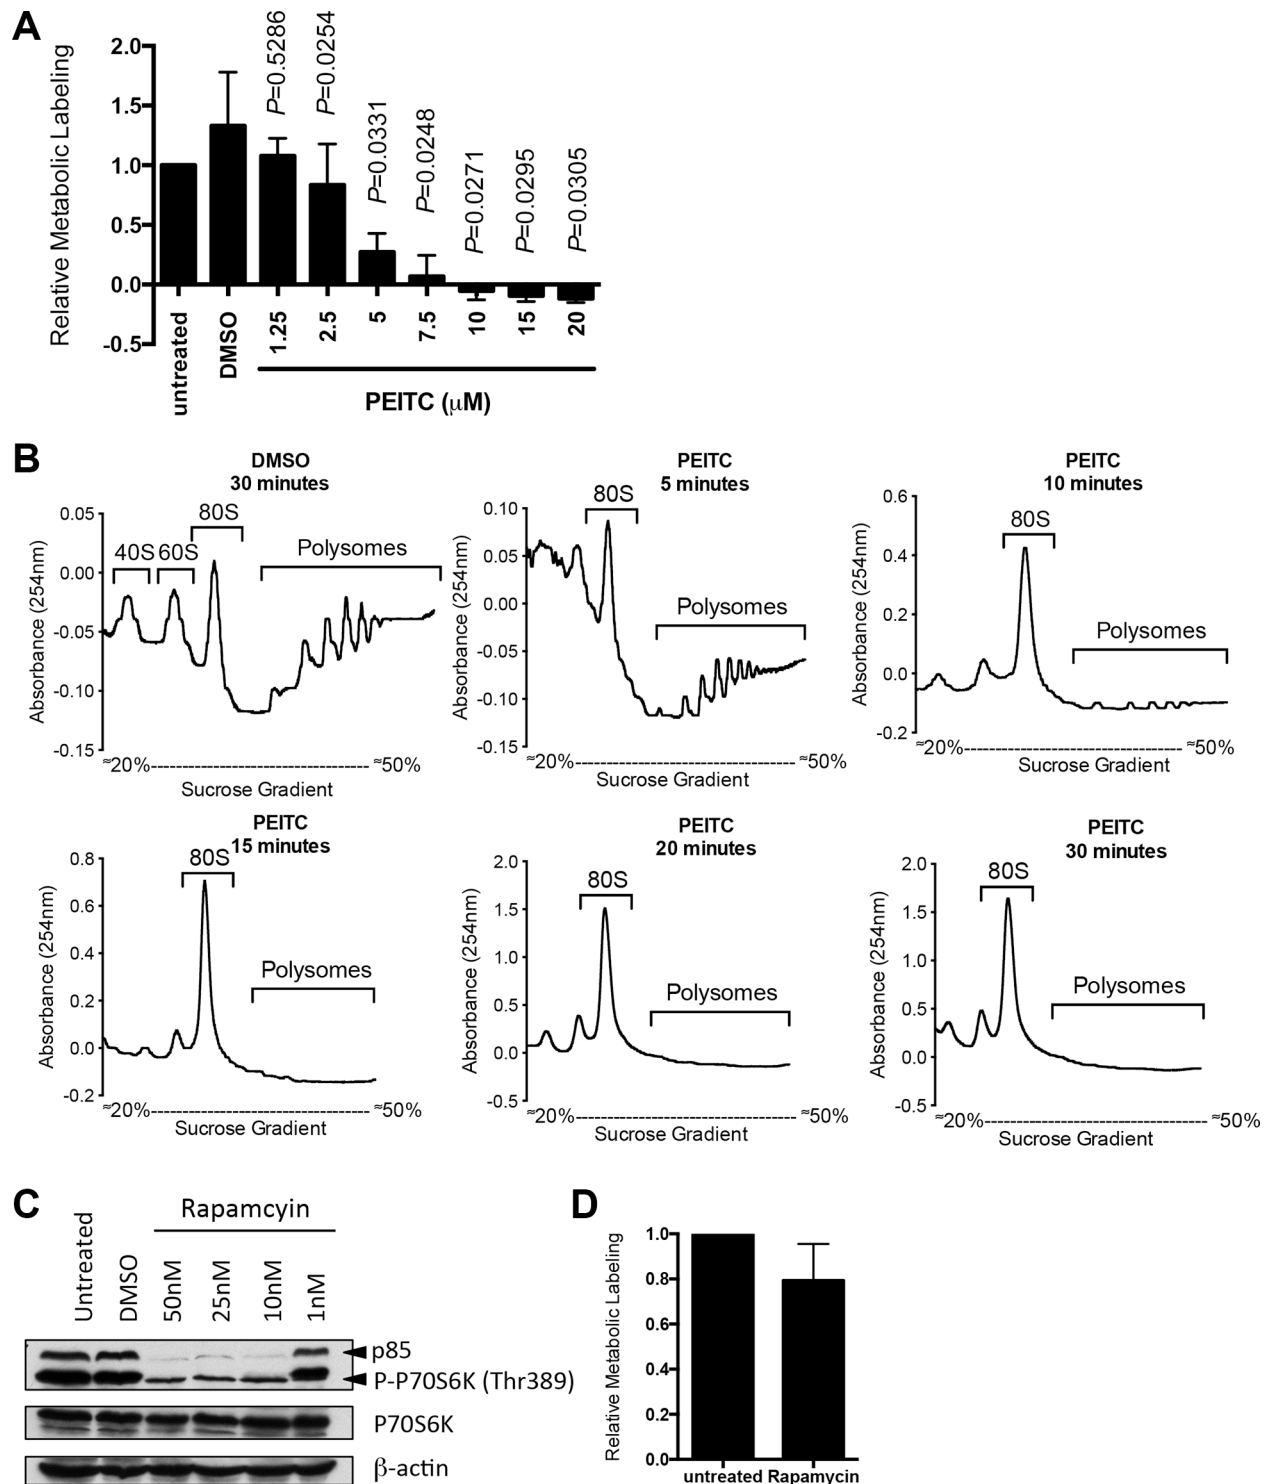 A
Relative Metabolic Labeling
2.0
1.5
1.0
0.5
0.0
-0.5
P=0.5286
P=0.0254
P=0.0331
P=0.0248
P=0.0271
P=0.0295
P=0.0305
untreated
DMSO
1.25
2.5
5
7.5
10
15
20
PEITC (μM)
B
DMSO
30 minutes
Absorbance (254nm)
0.05
0.00
-0.05
-0.10
-0.15
40S
60S
80S
Polysomes
≈20%
≈50%
Sucrose Gradient
PEITC
5 minutes
Absorbance (254nm)
0.10
0.05
0.00
-0.05
-0.10
-0.15
80S
Polysomes
≈20%
≈50%
Sucrose Gradient
PEITC
10 minutes
Absorbance (254nm)
0.6
0.4
0.2
0.0
-0.2
80S
Polysomes
≈20%
≈50%
Sucrose Gradient
PEITC
15 minutes
Absorbance (254nm)
0.8
0.6
0.4
0.2
0.0
-0.2
80S
Polysomes
≈20%
≈50%
Sucrose Gradient
PEITC
20 minutes
Absorbance (254nm)
2.0
1.5
1.0
0.5
0.0
-0.5
80S
Polysomes
≈20%
≈50%
Sucrose Gradient
PEITC
30 minutes
Absorbance (254nm)
2.0
1.5
1.0
0.5
0.0
-0.5
80S
Polysomes
≈20%
≈50%
Sucrose Gradient
C
Rapamcyin
Untreated
DMSO
50nM
25nM
10nM
1nM
p85
P-P70S6K (Thr389)
P70S6K
β-actin
D
Relative Metabolic Labeling
1.0
0.8
0.6
0.4
0.2
0.0
untreated Rapamycin